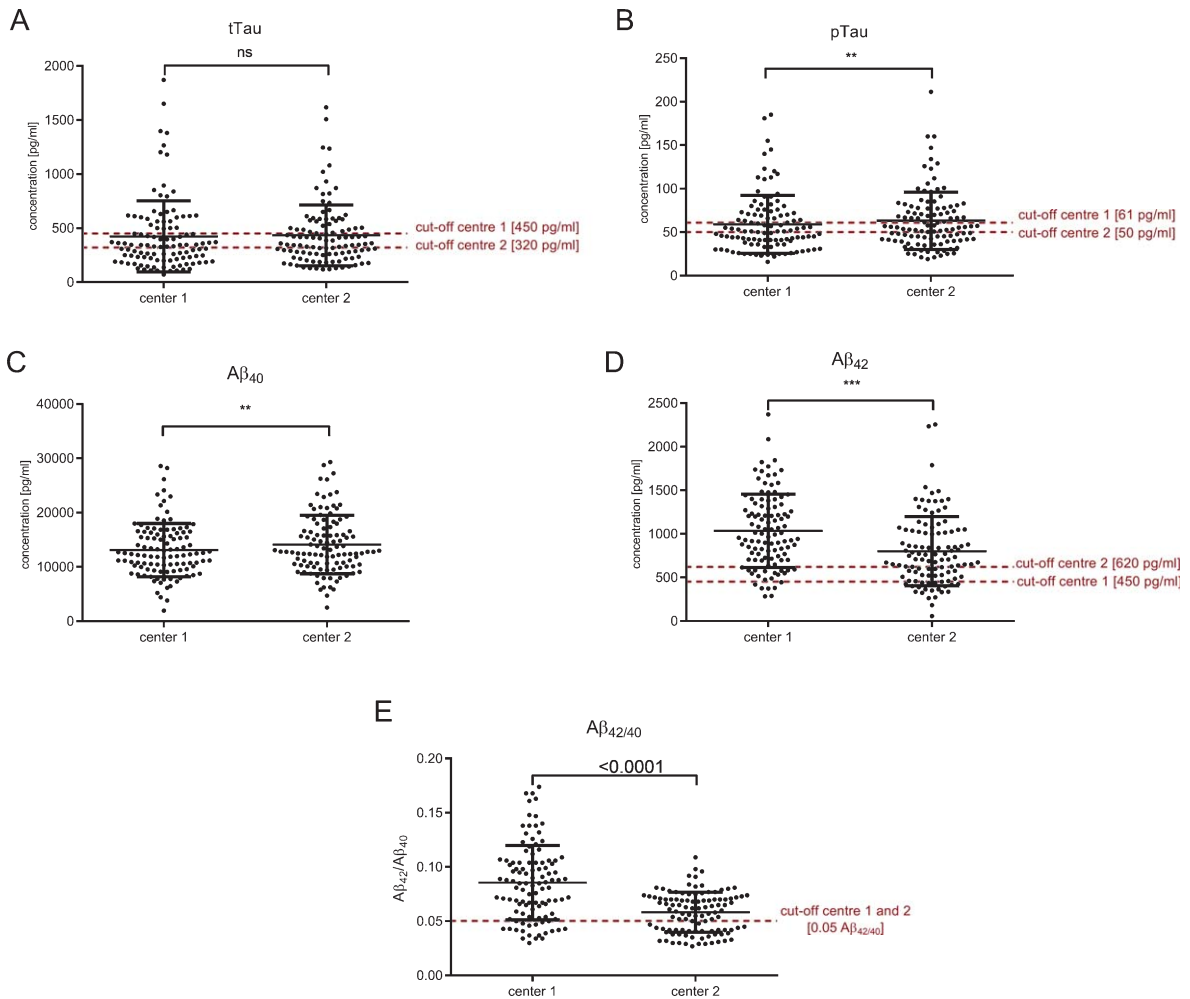 A
tTau
ns
concentration [pg/ml]
2000
1500
1000
500
0
cut-off centre 1 [450 pg/ml]
cut-off centre 2 [320 pg/ml]
center 1 center 2
B
pTau
**
concentration [pg/ml]
250
200
150
100
50
0
cut-off centre 1 [61 pg/ml]
cut-off centre 2 [50 pg/ml]
center 1 center 2
C
Aβ40
**
concentration [pg/ml]
40000
30000
20000
10000
0
center 1 center 2
D
Aβ42
***
concentration [pg/ml]
2500
2000
1500
1000
500
0
cut-off centre 2 [620 pg/ml]
cut-off centre 1 [450 pg/ml]
center 1 center 2
E
Aβ42/40
<0.0001
Aβ42/Aβ40
0.20
0.15
0.10
0.05
0.00
cut-off centre 1 and 2
[0.05 Aβ42/40]
center 1 center 2